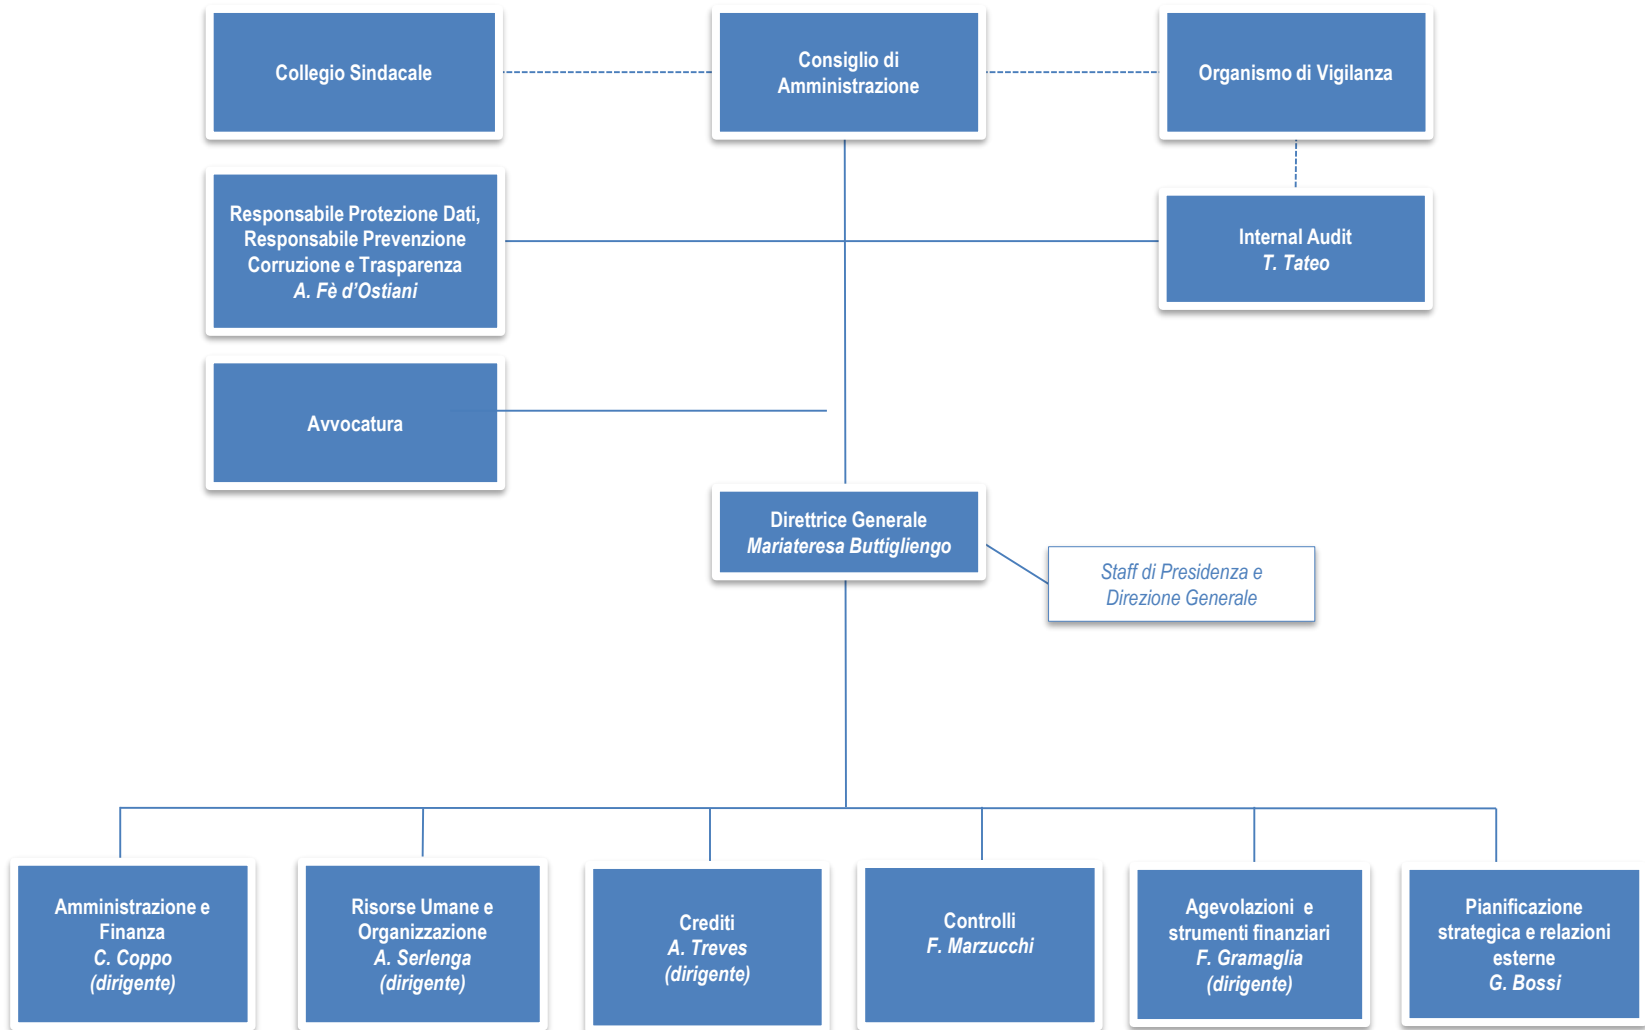 Collegio Sindacale
Consiglio di
Amministrazione
Organismo di Vigilanza
Responsabile Protezione Dati,
Responsabile Prevenzione
Corruzione e Trasparenza
A. Fè d’Ostiani
Internal Audit
T. Tateo
Avvocatura
Direttrice Generale
Mariateresa Buttigliengo
Staff di Presidenza e
Direzione Generale
Amministrazione e
Finanza
C. Coppo
(dirigente)
Risorse Umane e
Organizzazione
A. Serlenga
(dirigente)
Crediti
A. Treves
(dirigente)
Controlli
F. Marzucchi
Agevolazioni e
strumenti finanziari
F. Gramaglia
(dirigente)
Pianificazione
strategica e relazioni
esterne
G. Bossi